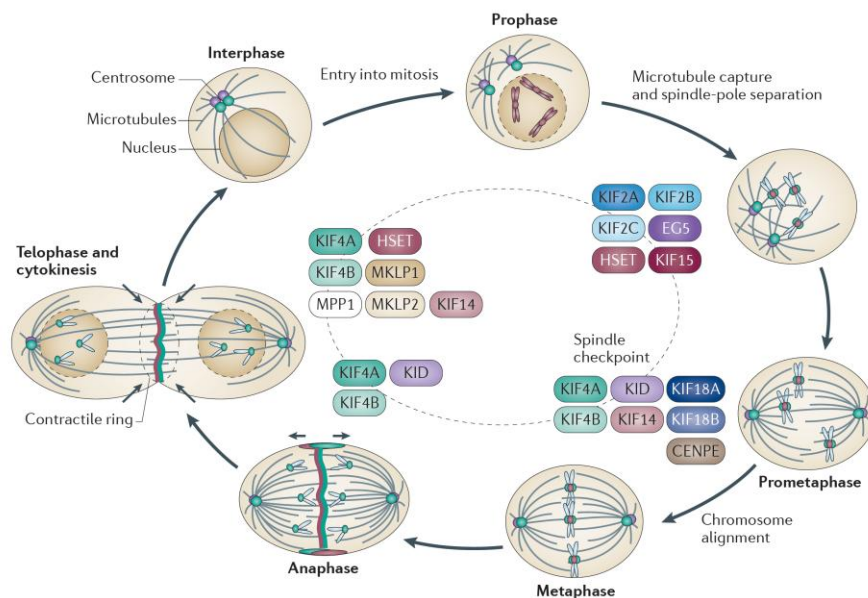 Interphase
Centrosome
Microtubules
Nucleus
Entry into mitosis
Prophase
Microtubule capture
and spindle-pole separation
KIF2A KIF2B
KIF2C EG5
HSET KIF15
KIF4A HSET
KIF4B MKLP1
MPP1 MKLP2 KIF14
Telophase and
cytokinesis
Contractile ring
KIF4A KID
KIF4B
Spindle
checkpoint
KIF4A KID KIF18A
KIF4B KIF14 KIF18B
CENPE
Prometaphase
Chromosome
alignment
Metaphase
Anaphase